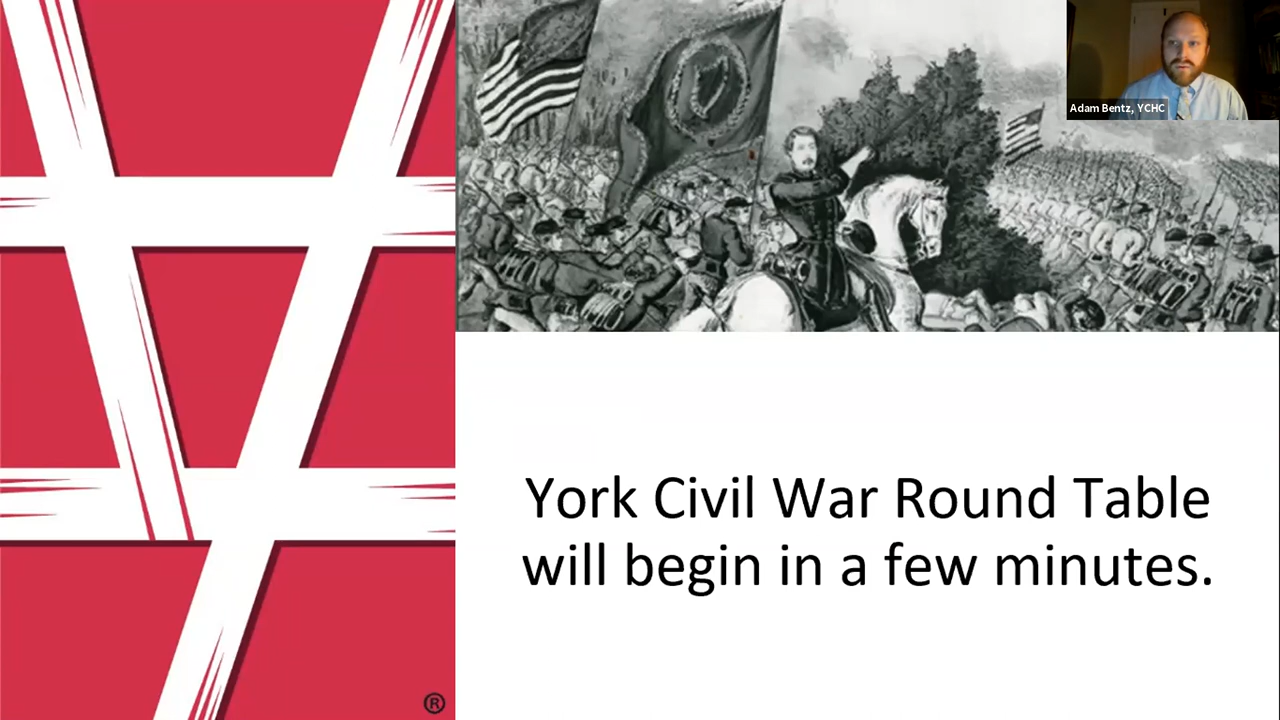 Adam Bentz, YCHC
York Civil War Round Table
will begin in a few minutes.
®